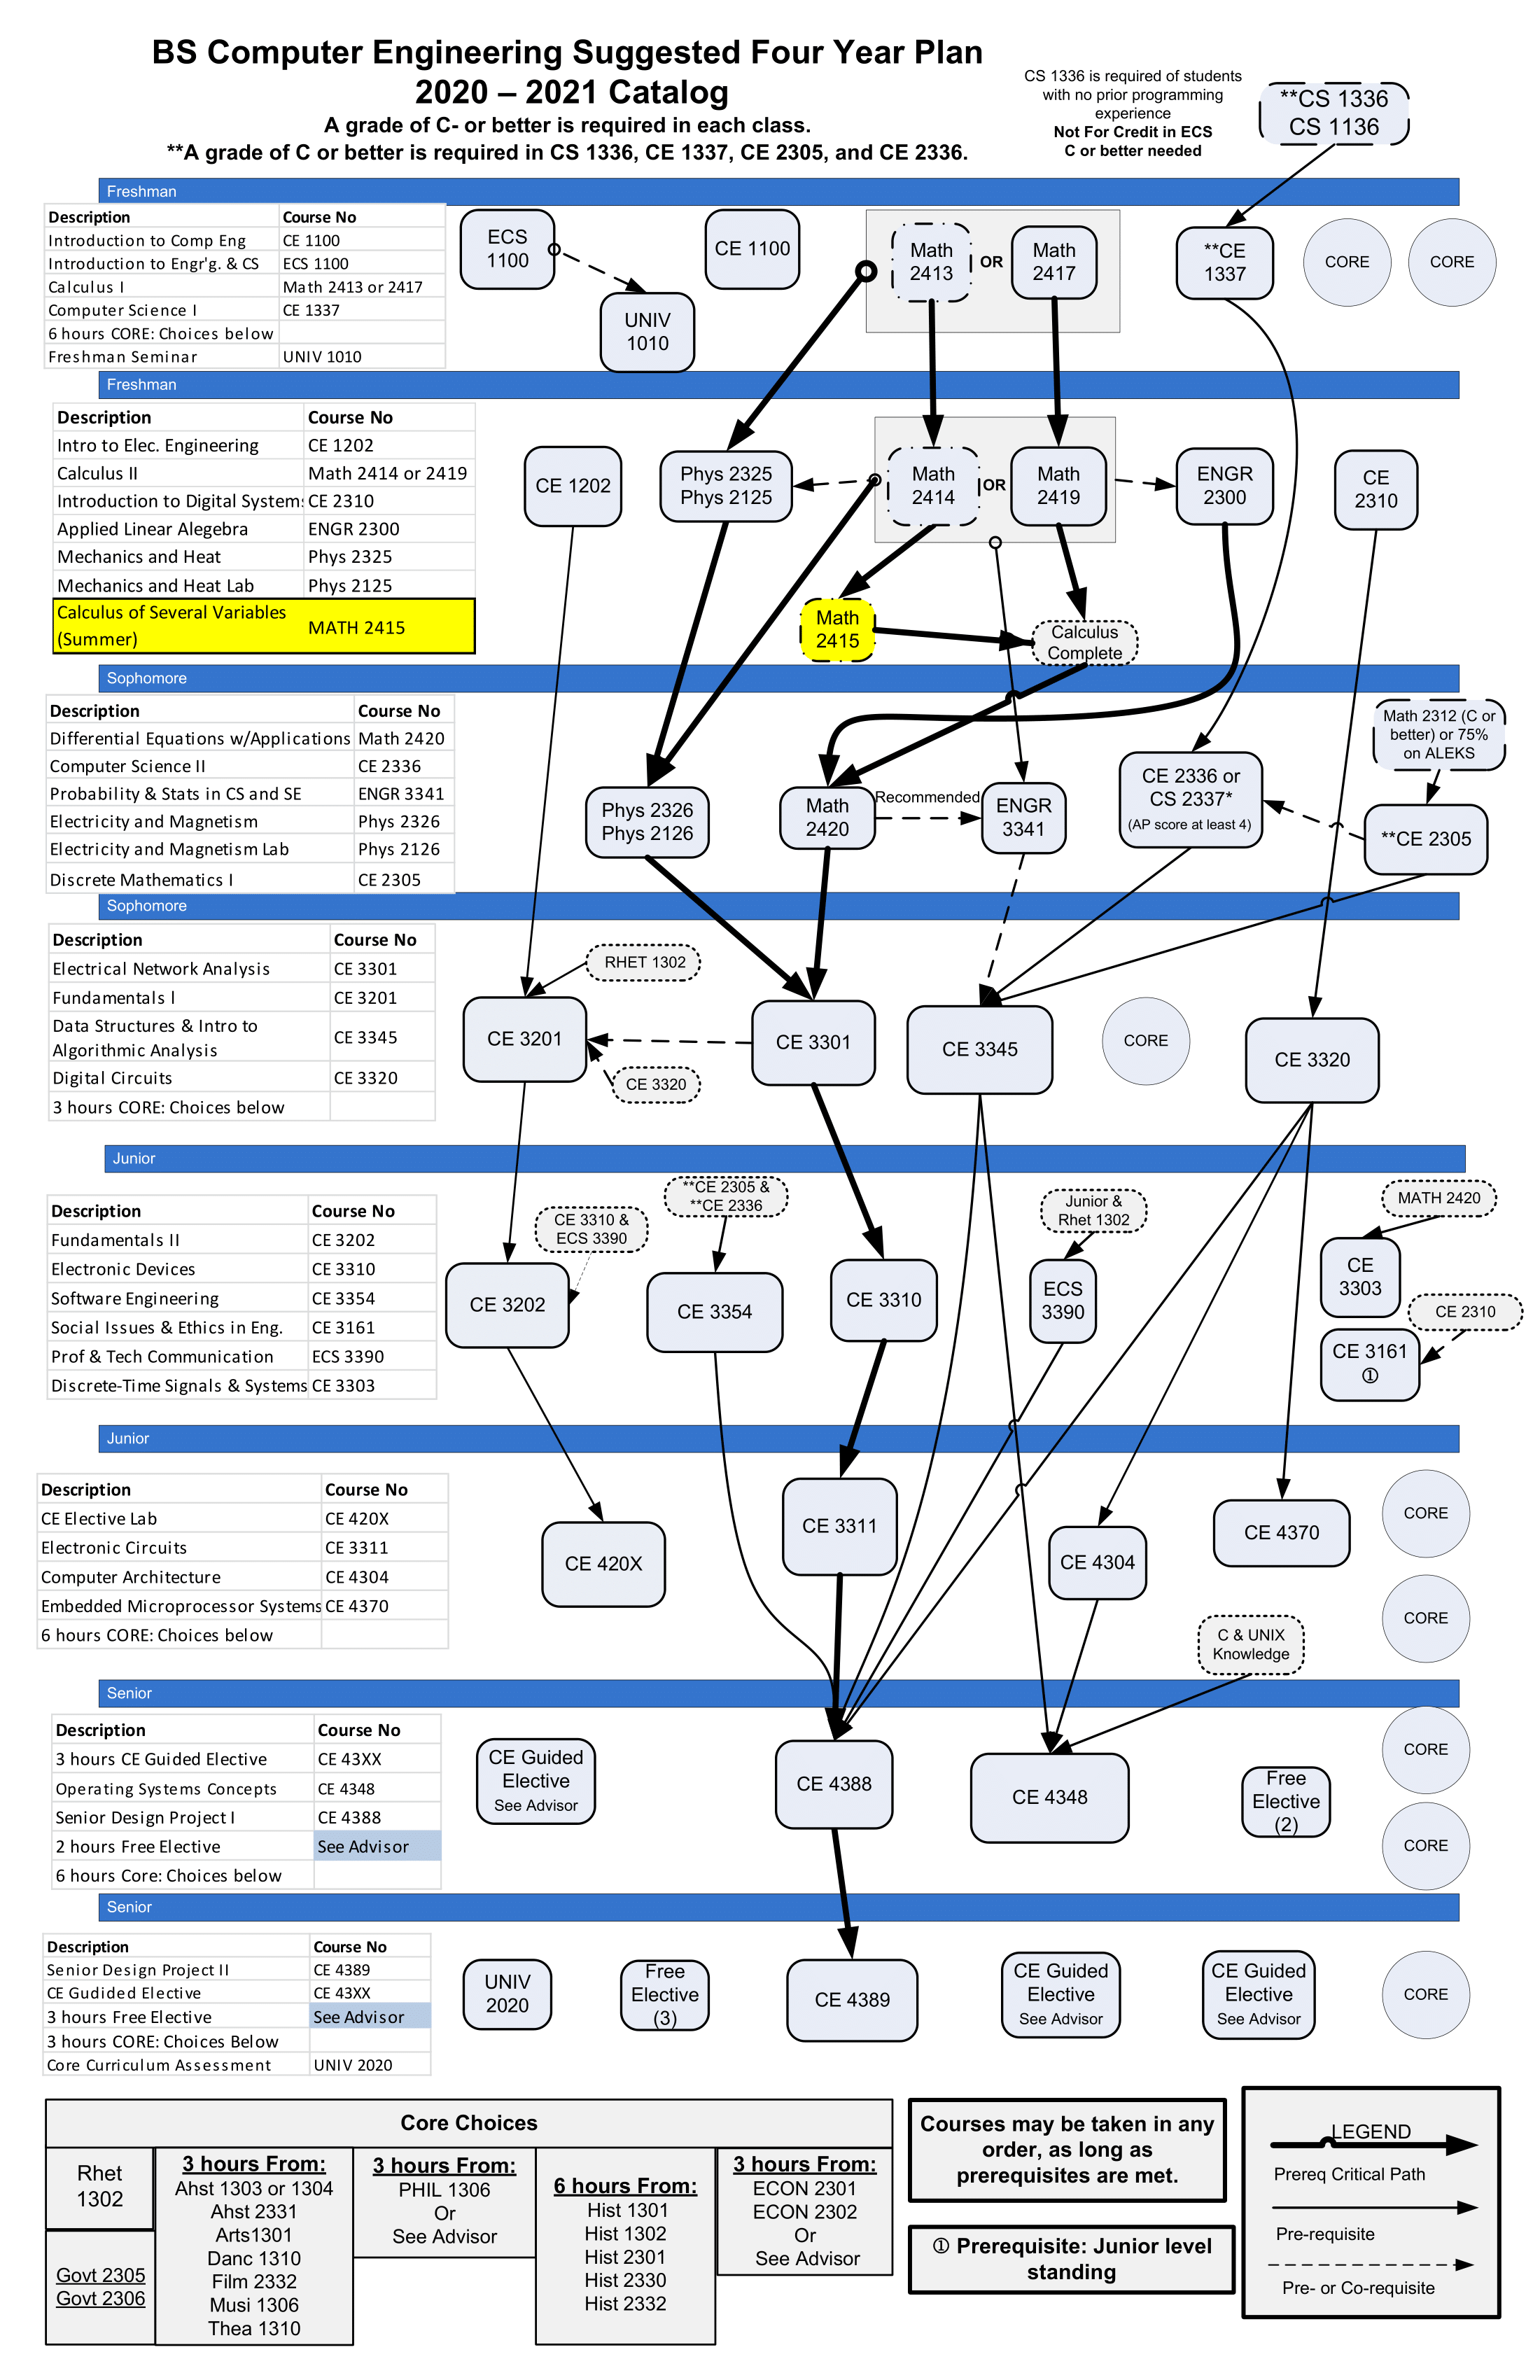 BS Computer Engineering Suggested Four Year Plan
2020 – 2021 Catalog
A grade of C- or better is required in each class.
**A grade of C or better is required in CS 1336, CE 1337, CE 2305, and CE 2336.
CS 1336 is required of students
with no prior programming
experience
Not For Credit in ECS
C or better needed
**CS 1336
CS 1136
Freshman
Description Course No
Introduction to Comp Eng CE 1100
Introduction to Engr'g. & CS ECS 1100
Calculus I Math 2413 or 2417
Computer Science I CE 1337
6 hours CORE: Choices below
Freshman Seminar UNIV 1010
ECS
1100
UNIV
1010
CE 1100
Math
2413
OR
Math
2417
**CE
1337
CORE
CORE
Freshman
Description Course No
Intro to Elec. Engineering CE 1202
Calculus II Math 2414 or 2419
Introduction to Digital Systems CE 2310
Applied Linear Alegebra ENGR 2300
Mechanics and Heat Phys 2325
Mechanics and Heat Lab Phys 2125
Calculus of Several Variables
(Summer) MATH 2415
CE 1202
Phys 2325
Phys 2125
Math
2414
OR
Math
2419
ENGR
2300
CE
2310
Math
2415
Calculus
Complete
Sophomore
Description Course No
Differential Equations w/Applications Math 2420
Computer Science II CE 2336
Probability & Stats in CS and SE ENGR 3341
Electricity and Magnetism Phys 2326
Electricity and Magnetism Lab Phys 2126
Discrete Mathematics I CE 2305
Phys 2326
Phys 2126
Math
2420
Recommended
ENGR
3341
CE 2336 or
CS 2337*
(AP score at least 4)
Math 2312 (C or
better) or 75%
on ALEKS
**CE 2305
Sophomore
Description Course No
Electrical Network Analysis CE 3301
Fundamentals l CE 3201
Data Structures & Intro to
Algorithmic Analysis CE 3345
Digital Circuits CE 3320
3 hours CORE: Choices below
RHET 1302
CE 3201
CE 3320
CE 3301
CE 3345
CORE
CE 3320
Junior
Description Course No
Fundamentals II CE 3202
Electronic Devices CE 3310
Software Engineering CE 3354
Social Issues & Ethics in Eng. CE 3161
Prof & Tech Communication ECS 3390
Discrete-Time Signals & Systems CE 3303
CE 3310 &
ECS 3390
CE 3202
**CE 2305 &
**CE 2336
CE 3354
CE 3310
Junior &
Rhet 1302
ECS
3390
MATH 2420
CE
3303
CE 2310
CE 3161
①
Junior
Description Course No
CE Elective Lab CE 420X
Electronic Circuits CE 3311
Computer Architecture CE 4304
Embedded Microprocessor Systems CE 4370
6 hours CORE: Choices below
CE 420X
CE 3311
CE 4304
CE 4370
CORE
CORE
C & UNIX
Knowledge
Senior
Description Course No
3 hours CE Guided Elective CE 43XX
Operating Systems Concepts CE 4348
Senior Design Project I CE 4388
2 hours Free Elective See Advisor
6 hours Core: Choices below
CE Guided
Elective
See Advisor
CE 4388
CE 4348
Free
Elective
(2)
CORE
CORE
Senior
Description Course No
Senior Design Project II CE 4389
CE Gudided Elective CE 43XX
3 hours Free Elective See Advisor
3 hours CORE: Choices Below
Core Curriculum Assessment UNIV 2020
UNIV
2020
Free
Elective
(3)
CE 4389
CE Guided
Elective
See Advisor
CE Guided
Elective
See Advisor
CORE
Core Choices
Rhet
1302
Govt 2305
Govt 2306
3 hours From:
Ahst 1303 or 1304
Ahst 2331
Arts1301
Danc 1310
Film 2332
Musi 1306
Thea 1310
3 hours From:
PHIL 1306
Or
See Advisor
6 hours From:
Hist 1301
Hist 1302
Hist 2301
Hist 2330
Hist 2332
3 hours From:
ECON 2301
ECON 2302
Or
See Advisor
Courses may be taken in any
order, as long as
prerequisites are met.
① Prerequisite: Junior level
standing
LEGEND
Prereq Critical Path
Pre-requisite
Pre- or Co-requisite